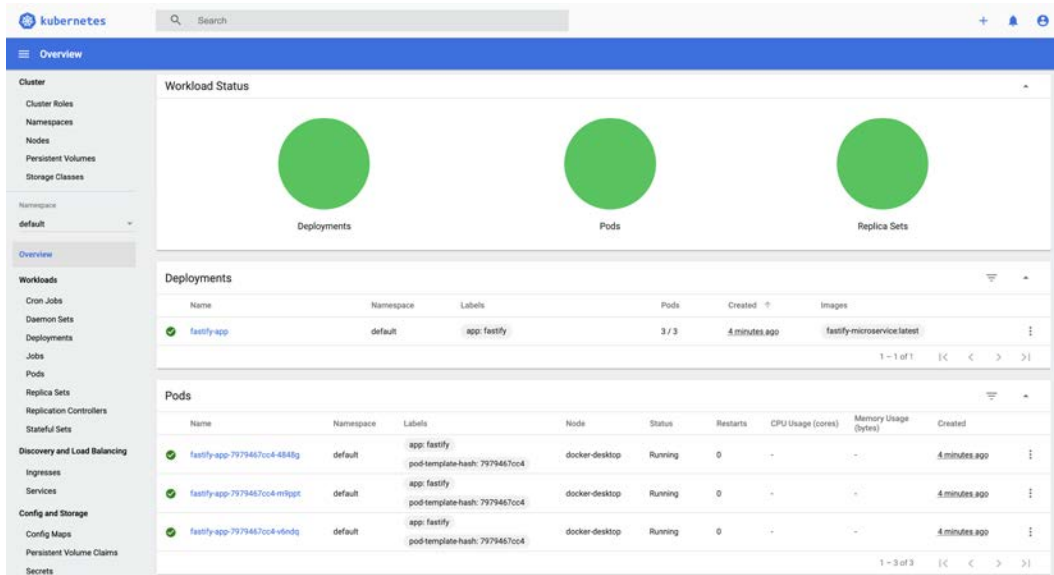 kubernetes
Search
Overview
Cluster
Cluster Roles
Namespaces
Nodes
Persistent Volumes
Storage Classes
Namespace
default
Overview
Workloads
Cron Jobs
Daemon Sets
Deployments
Jobs
Pods
Replica Sets
Replication Controllers
Stateful Sets
Discovery and Load Balancing
Ingresses
Services
Config and Storage
Config Maps
Persistent Volume Claims
Secrets
Workload Status
Deployments Pods Replica Sets
Deployments
Name Namespace Labels Pods Created Images
fastify-app default app: fastify 3 / 3 4 minutes ago fastify-microservice:latest
1 – 1 of 1
Pods
Name Namespace Labels Node Status Restarts CPU Usage (cores) Memory Usage (bytes) Created
app: fastify
fastify-app-7979467cc4-4848g default docker-desktop Running 0 - - 4 minutes ago
pod-template-hash: 7979467cc4
app: fastify
fastify-app-7979467cc4-m9ppt default docker-desktop Running 0 - - 4 minutes ago
pod-template-hash: 7979467cc4
app: fastify
fastify-app-7979467cc4-v6ndq default docker-desktop Running 0 - - 4 minutes ago
pod-template-hash: 7979467cc4
1 – 3 of 3